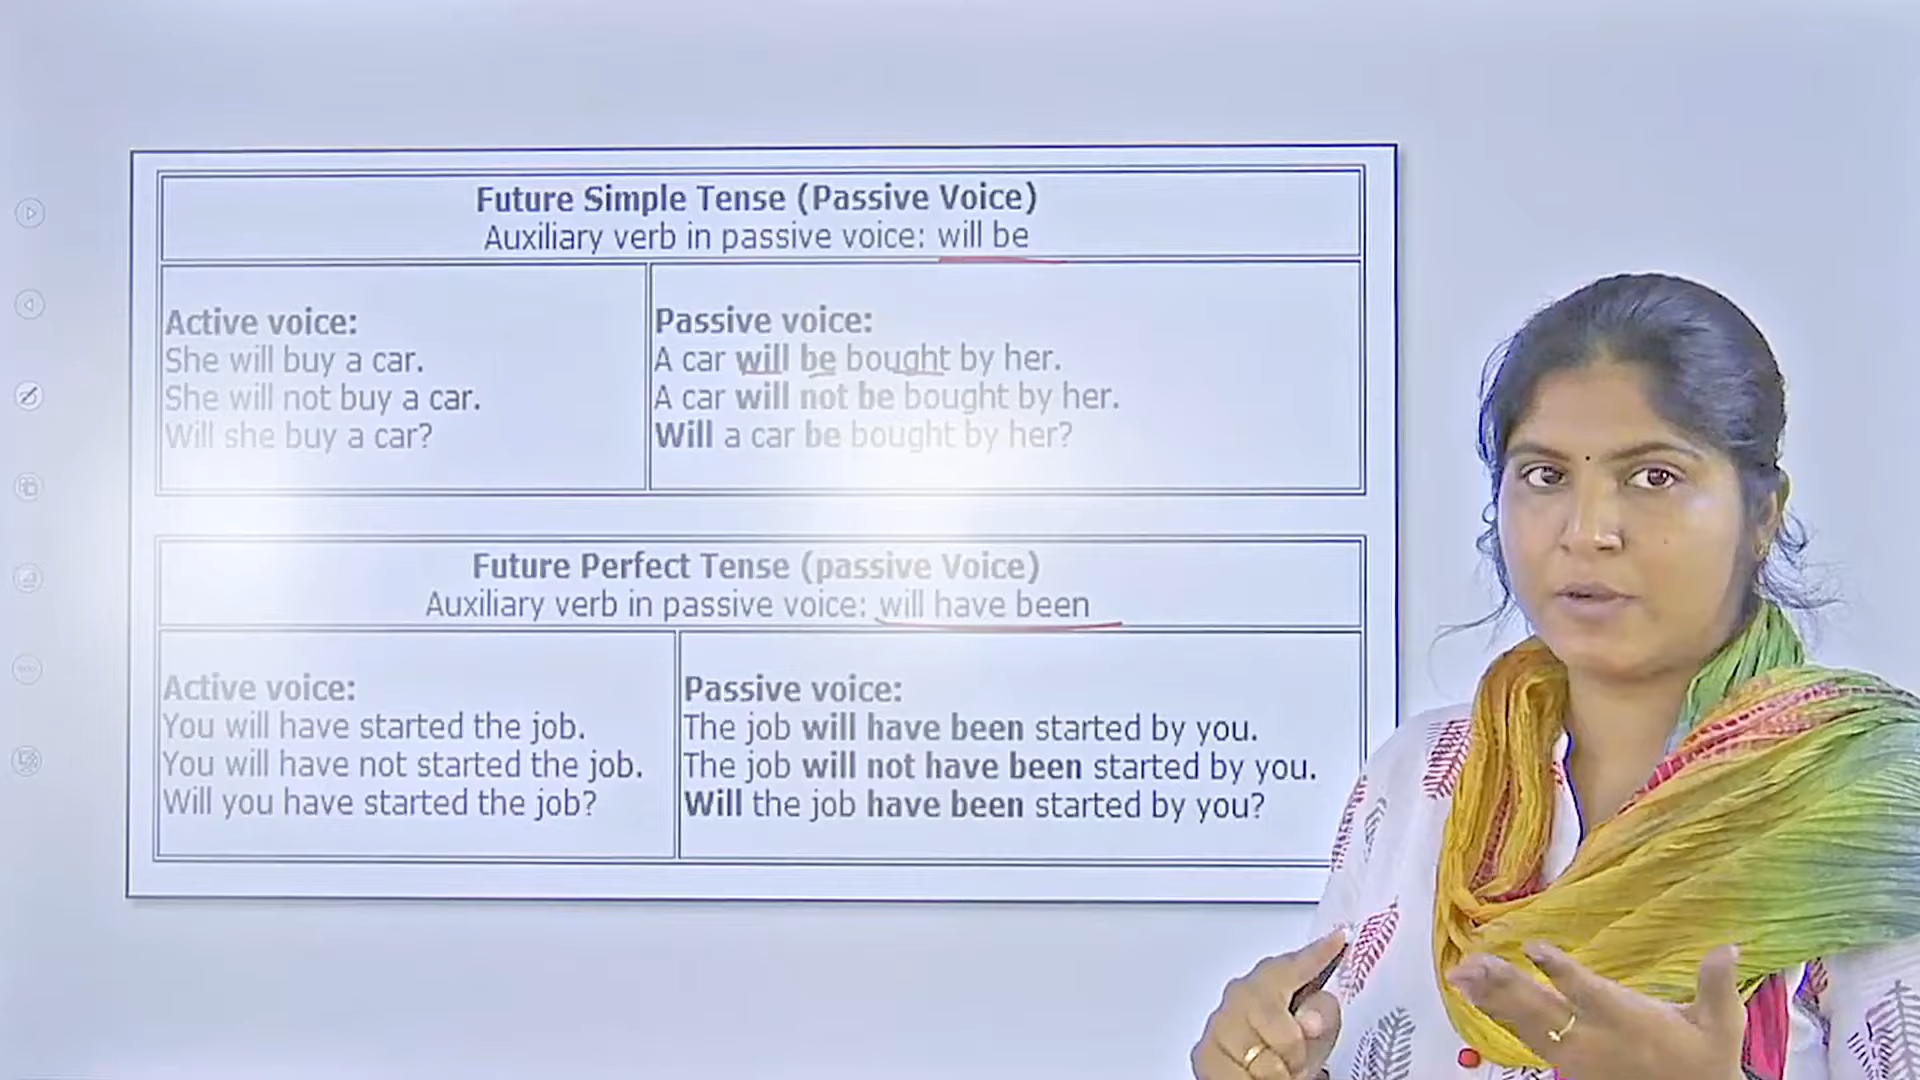 Future Simple Tense (Passive Voice)
Auxiliary verb in passive voice: will be
Active voice:
She will buy a car.
She will not buy a car.
Will she buy a car?
Passive voice:
A car will be bought by her.
A car will not be bought by her.
Will a car be bought by her?
Future Perfect Tense (passive Voice)
Auxiliary verb in passive voice: will have been
Active voice:
You will have started the job.
You will have not started the job.
Will you have started the job?
Passive voice:
The job will have been started by you.
The job will not have been started by you.
Will the job have been started by you?